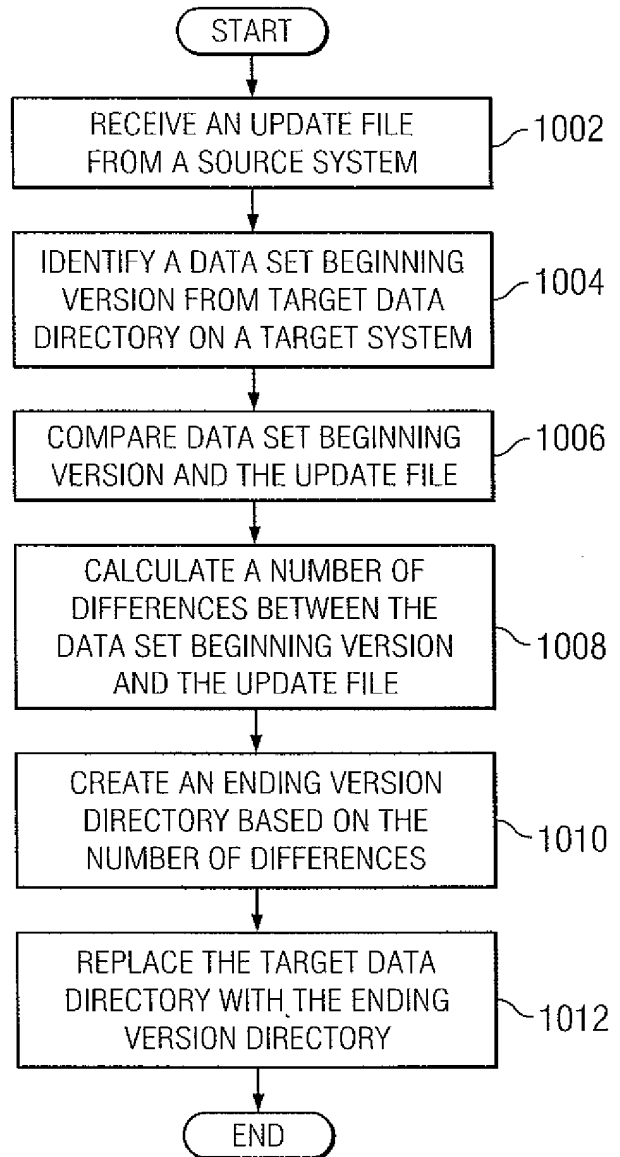 START
RECEIVE AN UPDATE FILE
FROM A SOURCE SYSTEM
1002
IDENTIFY A DATA SET BEGINNING
VERSION FROM TARGET DATA
DIRECTORY ON A TARGET SYSTEM
1004
COMPARE DATA SET BEGINNING
VERSION AND THE UPDATE FILE
1006
CALCULATE A NUMBER OF
DIFFERENCES BETWEEN THE
DATA SET BEGINNING VERSION
AND THE UPDATE FILE
1008
CREATE AN ENDING VERSION
DIRECTORY BASED ON THE
NUMBER OF DIFFERENCES
1010
REPLACE THE TARGET DATA
DIRECTORY WITH THE ENDING
VERSION DIRECTORY
1012
END